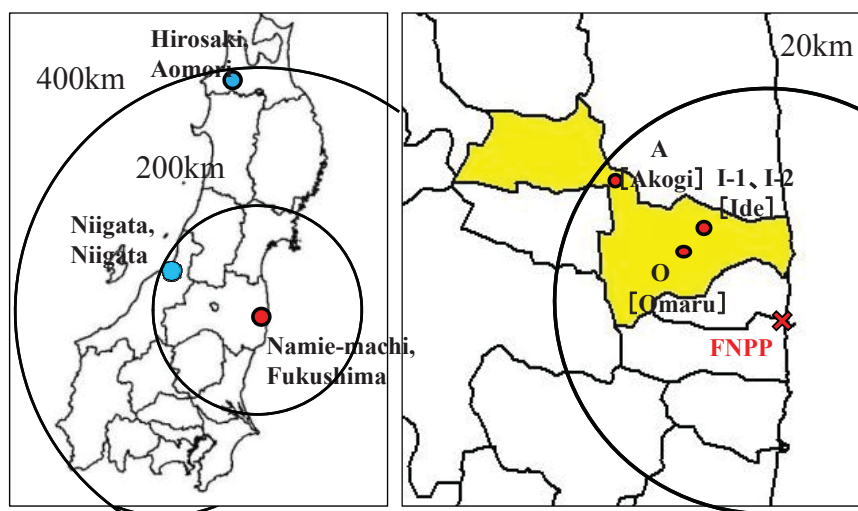 Hirosaki,
Aomori
400km
200km
Niigata,
Niigata
Namie-machi,
Fukushima
20km
A
[Akogi]
I-1、I-2
[Ide]
O
[Omaru]
FNPP